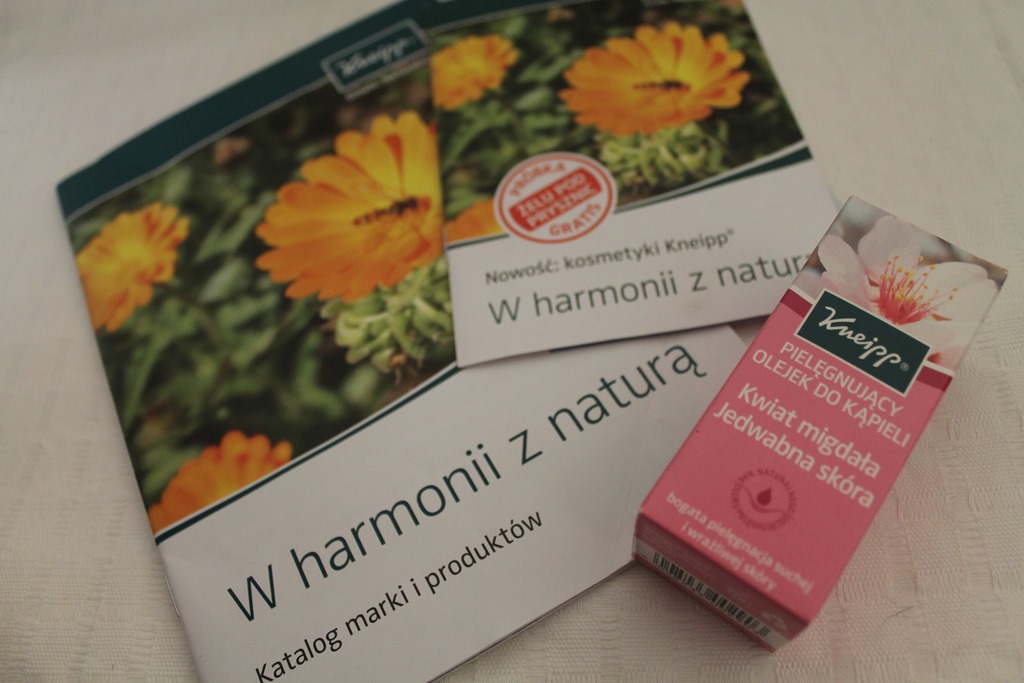 Kneipp®
W harmonii z naturą
Katalog marki i produktów
PRÓBKA
ŻELU POD
PRYSZNIC
GRATIS
Nowość: kosmetyki Kneipp®
W harmonii z natur
Kneipp®
PIELĘGNUJĄCY
OLEJEK DO KĄPIELI
Kwiat migdała
Jedwabna skóra
bogata pielęgnacja suchej
i wrażliwej skóry